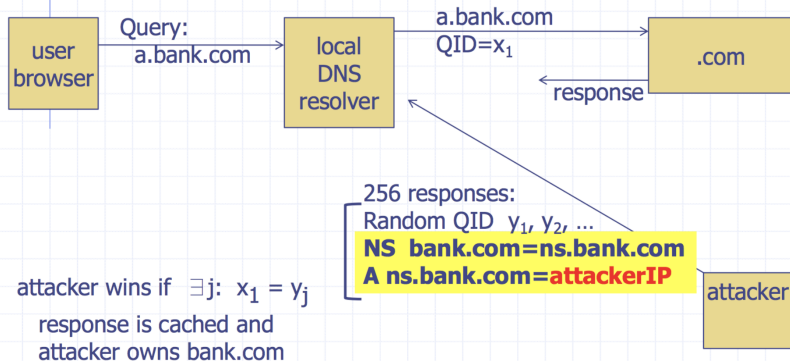 user
browser
Query:
a.bank.com
local
DNS
resolver
a.bank.com
QID=x₁
.com
response
256 responses:
Random QID y₁, y₂, ...
NS bank.com=ns.bank.com
A ns.bank.com=attackerIP
attacker
attacker wins if ∃j: x₁ = yⱼ
response is cached and
attacker owns bank.com